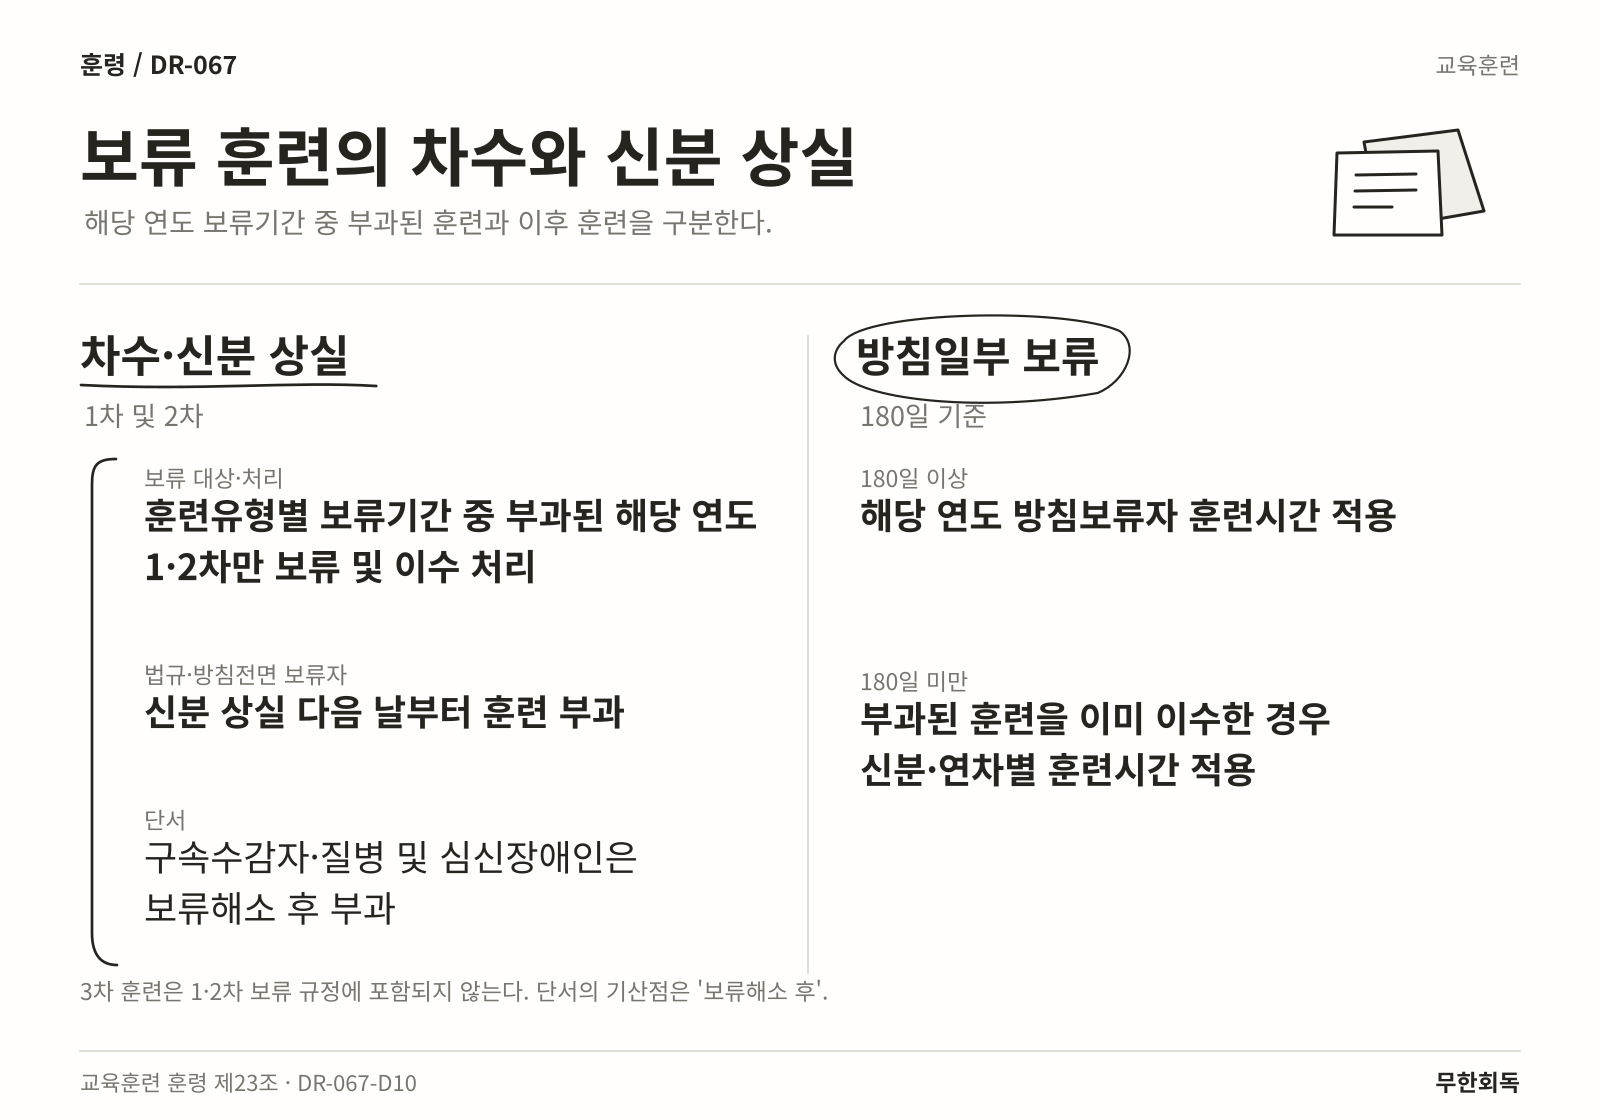 훈령 / DR-067
교육훈련
보류 훈련의 차수와 신분 상실
해당 연도 보류기간 중 부과된 훈련과 이후 훈련을 구분한다.
차수·신분 상실
1차 및 2차
보류 대상·처리
훈련유형별 보류기간 중 부과된 해당 연도
1·2차만 보류 및 이수 처리
법규·방침전면 보류자
신분 상실 다음 날부터 훈련 부과
단서
구속수감자·질병 및 심신장애인은
보류해소 후 부과
방침일부 보류
180일 기준
180일 이상
해당 연도 방침보류자 훈련시간 적용
180일 미만
부과된 훈련을 이미 이수한 경우
신분·연차별 훈련시간 적용
3차 훈련은 1·2차 보류 규정에 포함되지 않는다. 단서의 기산점은 '보류해소 후'.
교육훈련 훈령 제23조 · DR-067-D10
무한회독